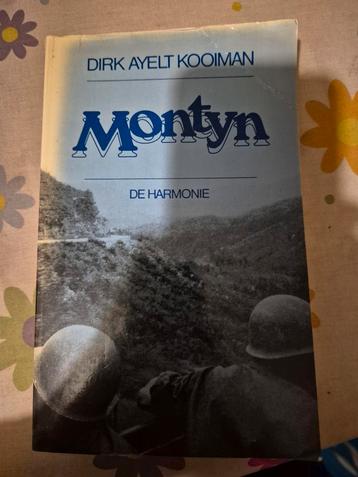 DIRK AYELT KOOIMAN
Montyn
DE HARMONIE